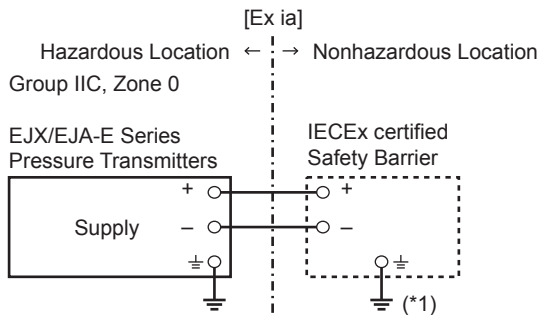 [Ex ia]
Hazardous Location ← → Nonhazardous Location
Group IIC, Zone 0
EJX/EJA-E Series
Pressure Transmitters
IECEx certified
Safety Barrier
+ +
Supply – –
(*1)